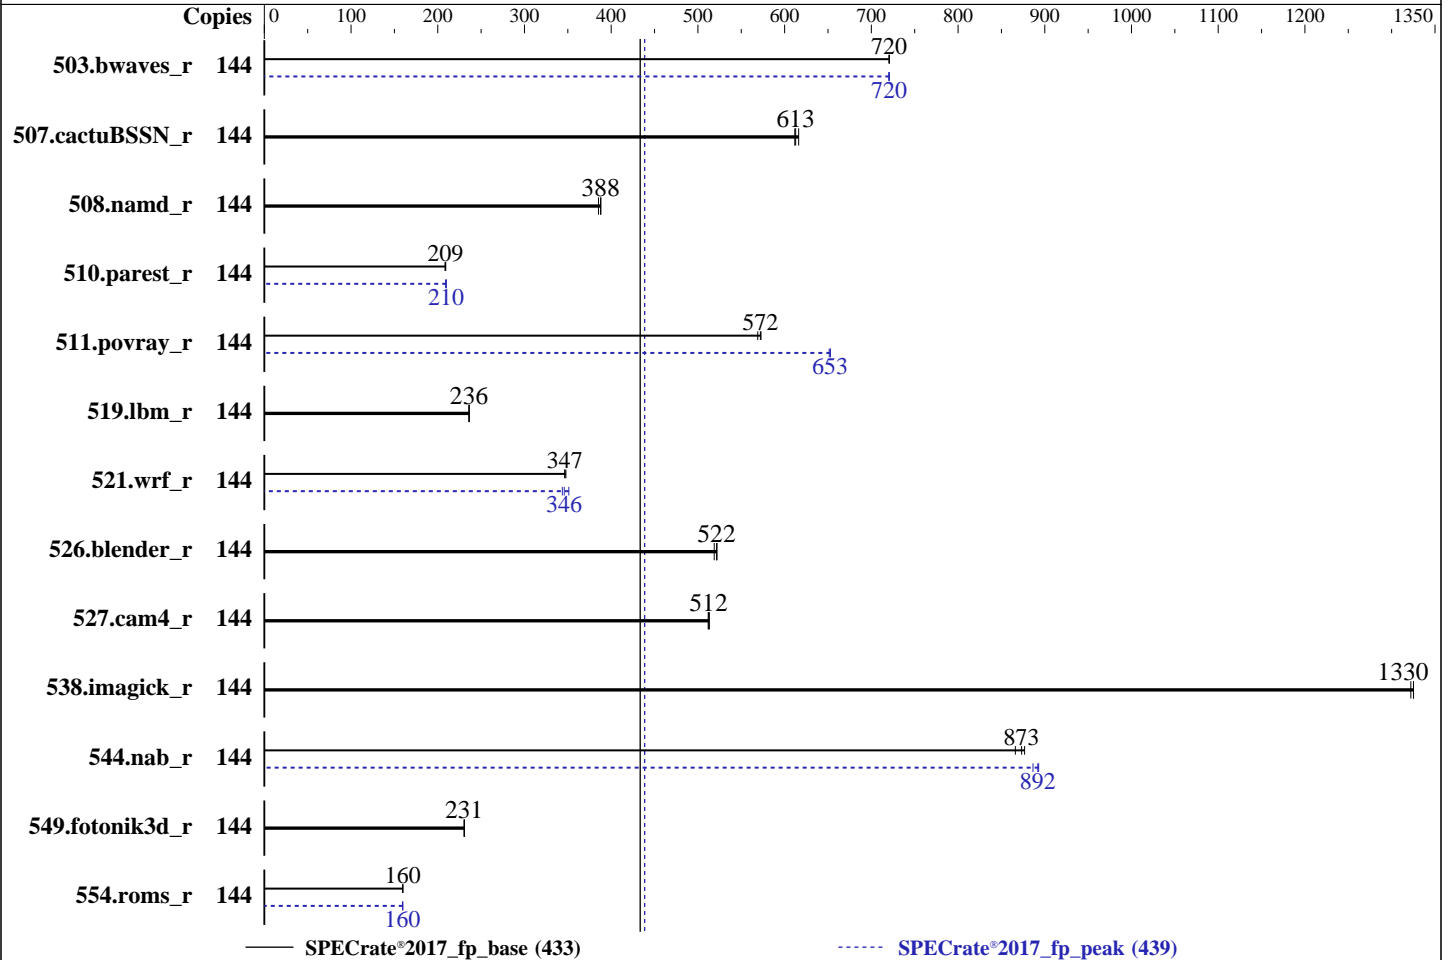 Copies 0 100 200 300 400 500 600 700 800 900 1000 1100 1200 1350
503.bwaves_r 144 720
720
507.cactuBSSN_r 144 613
508.namd_r 144 388
510.parest_r 144 209
210
511.povray_r 144 572
653
519.lbm_r 144 236
521.wrf_r 144 347
346
526.blender_r 144 522
527.cam4_r 144 512
538.imagick_r 144 1330
544.nab_r 144 873
892
549.fotonik3d_r 144 231
554.roms_r 144 160
160
SPECrate®2017_fp_base (433) SPECrate®2017_fp_peak (439)